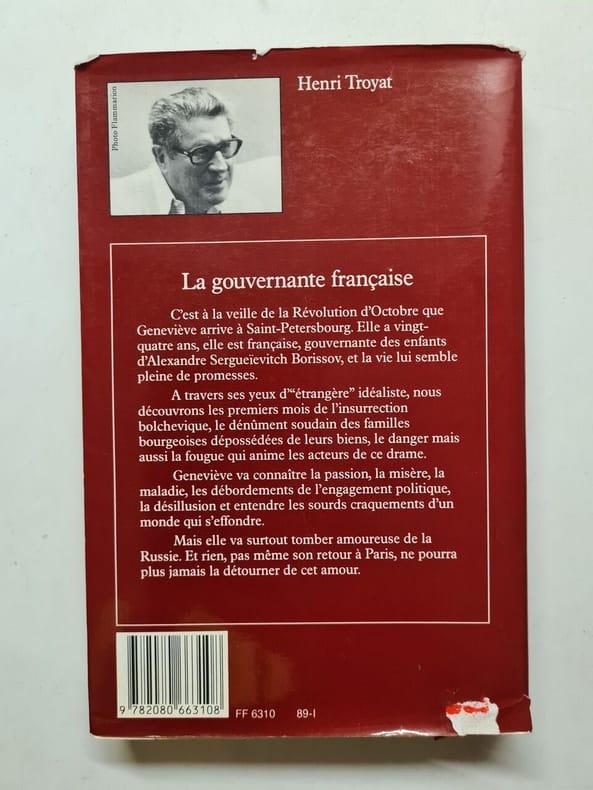 Henri Troyat
Photo Flammarion
La gouvernante française
C'est à la veille de la Révolution d'Octobre que
Geneviève arrive à Saint-Petersbourg. Elle a vingt-
quatre ans, elle est française, gouvernante des enfants
d'Alexandre Sergueïevitch Borissov, et la vie lui semble
pleine de promesses.
A travers ses yeux d'“étrangère” idéaliste, nous
découvrons les premiers mois de l'insurrection
bolchevique, le dénûment soudain des familles
bourgeoises dépossédées de leurs biens, le danger mais
aussi la fougue qui anime les acteurs de ce drame.
Geneviève va connaître la passion, la misère, la
maladie, les débordements de l'engagement politique,
la désillusion et entendre les sourds craquements d'un
monde qui s'effondre.
Mais elle va surtout tomber amoureuse de la
Russie. Et rien, pas même son retour à Paris, ne pourra
plus jamais la détourner de cet amour.
9 782080 663108
FF 6310 89-I